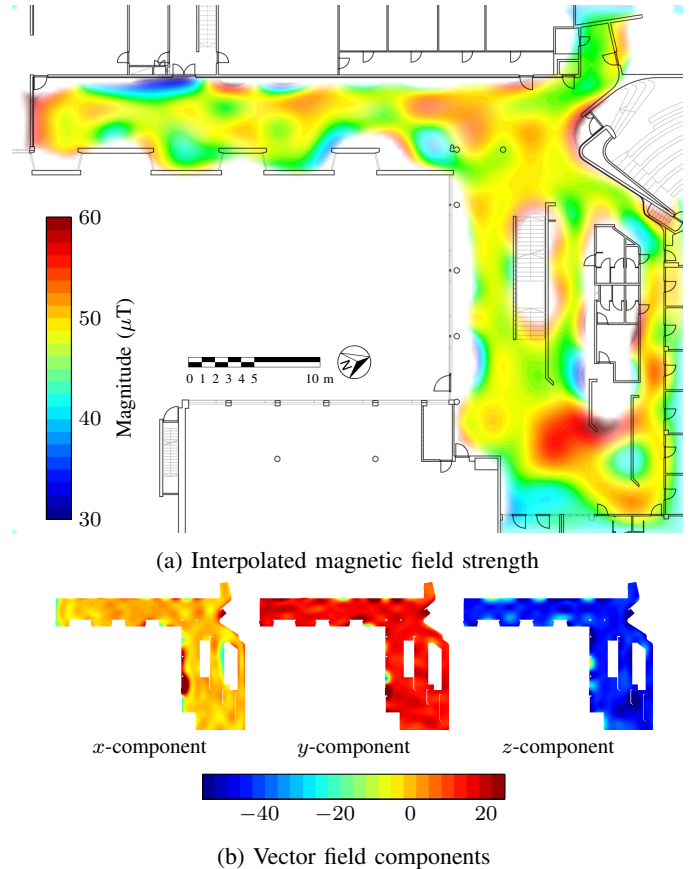 60
50
40
30
Magnitude (μT)
0 1 2 3 4 5 10 m
N
(a) Interpolated magnetic field strength
x-component y-component z-component
−40 −20 0 20
(b) Vector field components